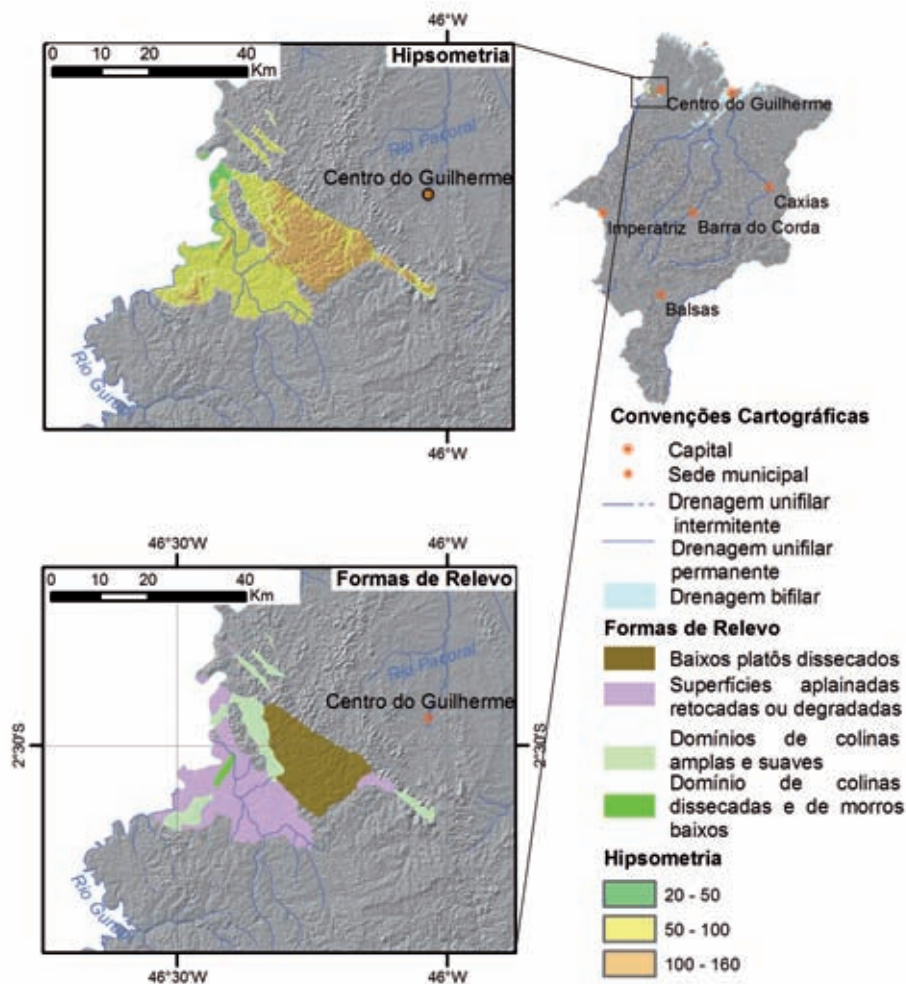 46°W
0 10 20 40
Km
Hipsometria
Rio Pacoral
Centro do Guilherme
Rio Gurupi
46°W
Centro do Guilherme
Caxias
Imperatriz
Barra do Corda
Balsas
Convenções Cartográficas
Capital
Sede municipal
Drenagem unifilar
intermitente
Drenagem unifilar
permanente
Drenagem bifilar
Formas de Relevo
Baixos platôs dissecados
Superfícies aplainadas
retocadas ou degradadas
Domínios de colinas
amplas e suaves
Domínio de colinas
dissecadas e de morros
baixos
Hipsometria
20 - 50
50 - 100
100 - 160
46°30'W
46°W
0 10 20 40
Km
Formas de Relevo
Rio Pacoral
Centro do Guilherme
2°30'S
2°30'S
Rio Gurupi
46°30'W
46°W